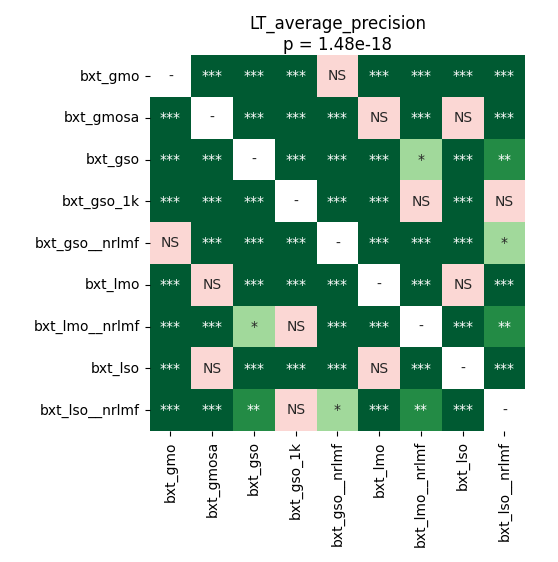 LT_average_precision
p = 1.48e-18
bxt_gmo - *** *** *** NS *** *** *** ***
bxt_gmosa *** - *** *** *** NS *** NS ***
bxt_gso *** *** - *** *** *** * *** **
bxt_gso_1k *** *** *** - *** *** NS *** NS
bxt_gso__nrlmf NS *** *** *** - *** *** *** *
bxt_lmo *** NS *** *** *** - *** NS ***
bxt_lmo__nrlmf *** *** * NS *** *** - *** **
bxt_lso *** NS *** *** *** NS *** - ***
bxt_lso__nrlmf *** *** ** NS * *** ** *** -
bxt_gmo
bxt_gmosa
bxt_gso
bxt_gso_1k
bxt_gso__nrlmf
bxt_lmo
bxt_lmo__nrlmf
bxt_lso
bxt_lso__nrlmf